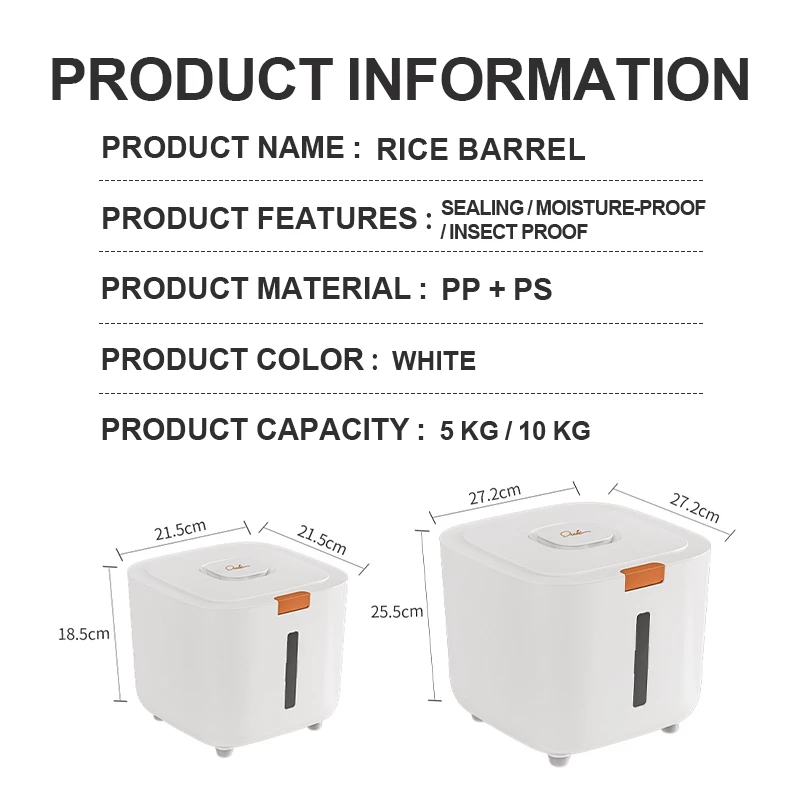 PRODUCT INFORMATION
PRODUCT NAME : RICE BARREL
PRODUCT FEATURES : SEALING / MOISTURE-PROOF
/ INSECT PROOF
PRODUCT MATERIAL : PP + PS
PRODUCT COLOR : WHITE
PRODUCT CAPACITY : 5 KG / 10 KG
21.5cm
21.5cm
18.5cm
27.2cm
27.2cm
25.5cm